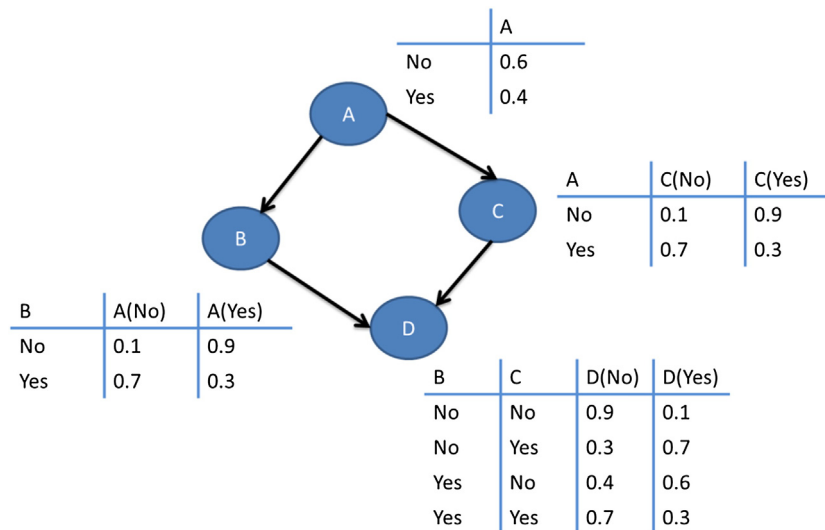 A
No 0.6
Yes 0.4
A
A C(No) C(Yes)
No 0.1 0.9
Yes 0.7 0.3
C
B
B A(No) A(Yes)
No 0.1 0.9
Yes 0.7 0.3
D
B C D(No) D(Yes)
No No 0.9 0.1
No Yes 0.3 0.7
Yes No 0.4 0.6
Yes Yes 0.7 0.3